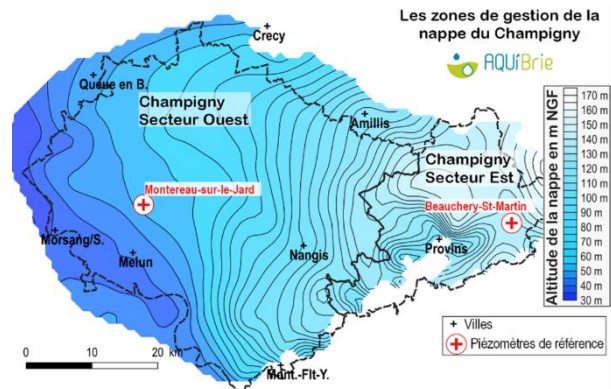 Les zones de gestion de la
nappe du Champigny
AQUiBrie
Crecy
Queue en B.
Champigny
Secteur Ouest
Amillis
Champigny
Secteur Est
Montereau-sur-le-Jard
Beauchery-St-Martin
Morsang/S.
Melun
Nangis
Provins
Mont.-Flt-Y.
0 10 20 km
Altitude de la nappe en m NGF
170 m
160 m
150 m
140 m
130 m
120 m
110 m
100 m
90 m
80 m
70 m
60 m
50 m
40 m
30 m
Villes
Piézomètres de référence